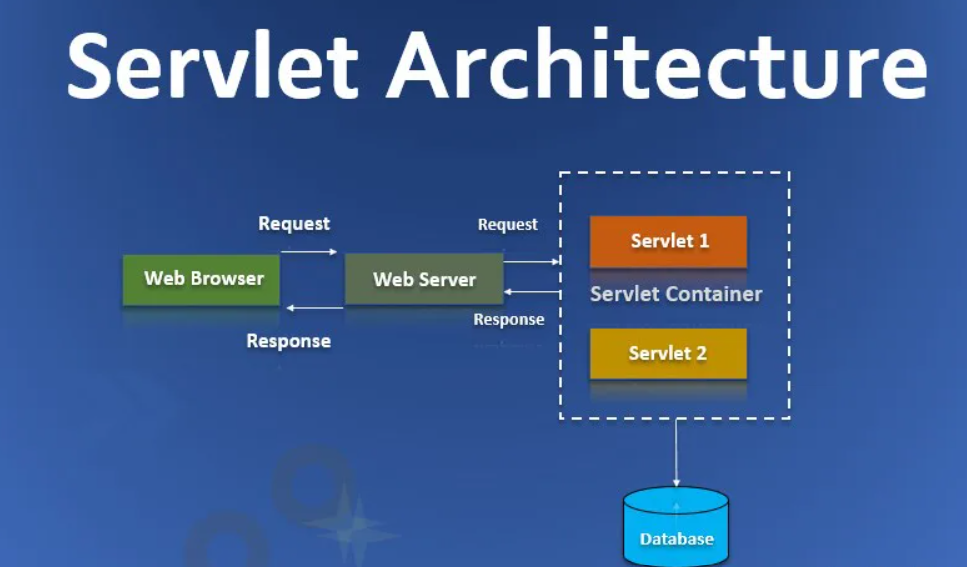 Servlet Architecture
Request
Request
Servlet 1
Web Browser
Web Server
Servlet Container
Response
Response
Servlet 2
Database